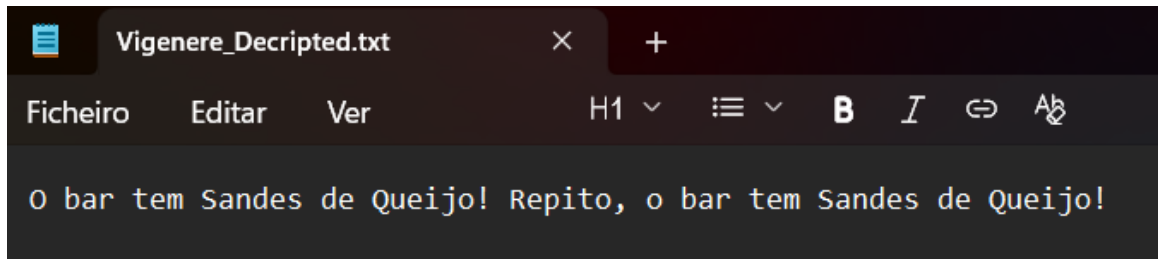 Vigenere_Decripted.txt
Ficheiro Editar Ver H1 B I
O bar tem Sandes de Queijo! Repito, o bar tem Sandes de Queijo!